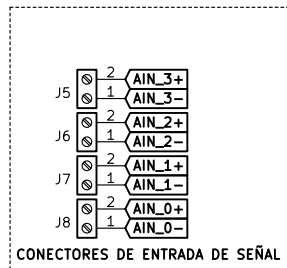 2 AIN_3+
J5 1 AIN_3-
2 AIN_2+
J6 1 AIN_2-
2 AIN_1+
J7 1 AIN_1-
2 AIN_0+
J8 1 AIN_0-
CONECTORES DE ENTRADA DE SEÑAL